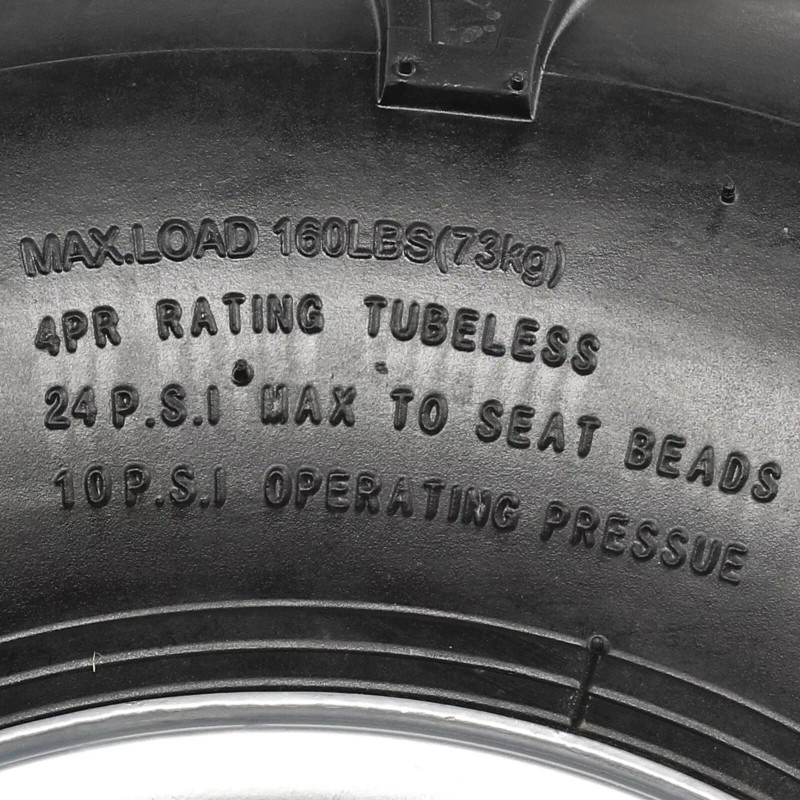 MAX.LOAD 160LBS(73kg)
4PR RATING TUBELESS
24 P.S.I MAX TO SEAT BEADS
10 P.S.I OPERATING PRESSUE